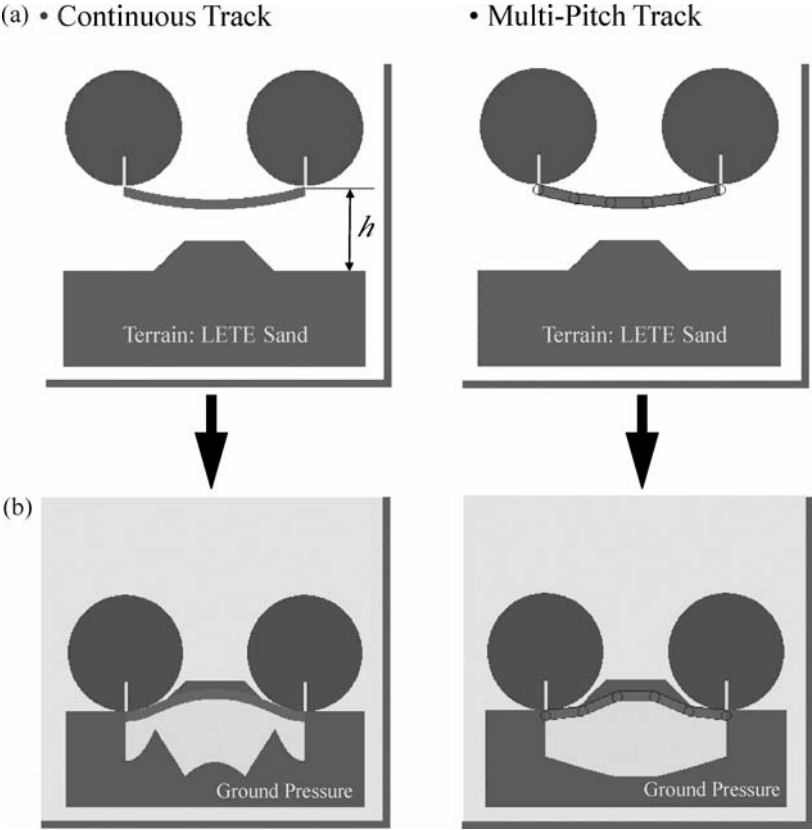 (a) • Continuous Track
• Multi-Pitch Track
h
Terrain: LETE Sand
Terrain: LETE Sand
(b)
Ground Pressure
Ground Pressure